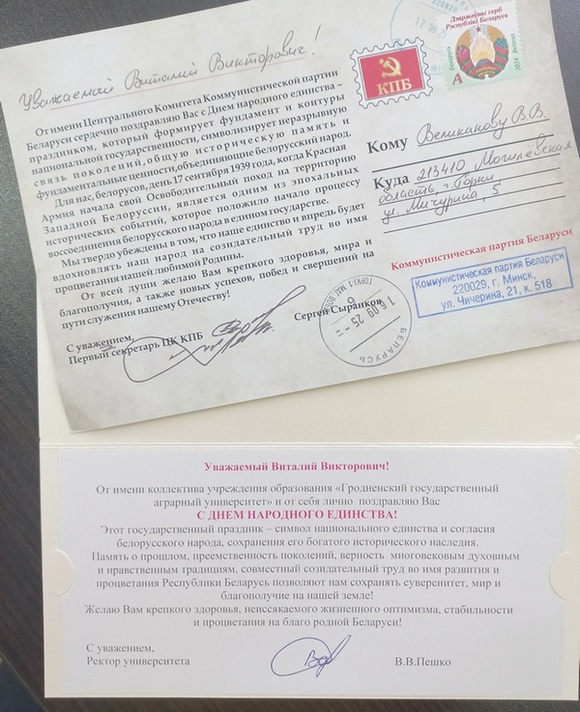 Уважаемый Виталий Викторович!
От имени Центрального Комитета Коммунистической партии
Беларуси сердечно поздравляю Вас с Днем народного единства –
праздником, который формирует фундамент и контуры
национальной государственности, символизирует неразрывную
связь поколений, общую историческую память и
фундаментальные ценности, объединяющие белорусский народ.
Для нас, белорусов, день 17 сентября 1939 года, когда Красная
Армия начала свой Освободительный поход на территорию
Западной Белоруссии, является одним из эпохальных
исторических событий, которое положило начало процессу
воссоединения белорусского народа в едином государстве.
Мы твердо убеждены в том, что наше единство и впредь будет
вдохновлять наш народ на созидательный труд во имя
процветания нашей любимой Родины.
От всей души желаю Вам крепкого здоровья, мира и
благополучия, а также новых успехов, побед и свершений на
пути служения нашему Отечеству!
С уважением,
Первый секретарь ЦК КПБ
Сергей Сыранков
КПБ
Дзяржаўны герб
Рэспублікі Беларусь
А
Беларусь
2024 Belarus
220029
Кому Великанову В.В.
Куда 213410 Могилёвская
область, г. Горки
ул. Мичурина, 5
Коммунистическая партия Беларуси
Коммунистическая партия Беларуси
220029, г. Минск,
ул. Чичерина, 21, к. 518
16.09 25
БЕЛАРУСЬ
Уважаемый Виталий Викторович!
От имени коллектива учреждения образования «Гродненский государственный
аграрный университет» и от себя лично поздравляю Вас
С ДНЕМ НАРОДНОГО ЕДИНСТВА!
Этот государственный праздник – символ национального единства и согласия
белорусского народа, сохранения его богатого исторического наследия.
Память о прошлом, преемственность поколений, верность многовековым духовным
и нравственным традициям, совместный созидательный труд во имя развития и
процветания Республики Беларусь позволяют нам сохранять суверенитет, мир и
благополучие на нашей земле!
Желаю Вам крепкого здоровья, неиссякаемого жизненного оптимизма, стабильности
и процветания на благо родной Беларуси!
С уважением,
Ректор университета
В.В.Пешко